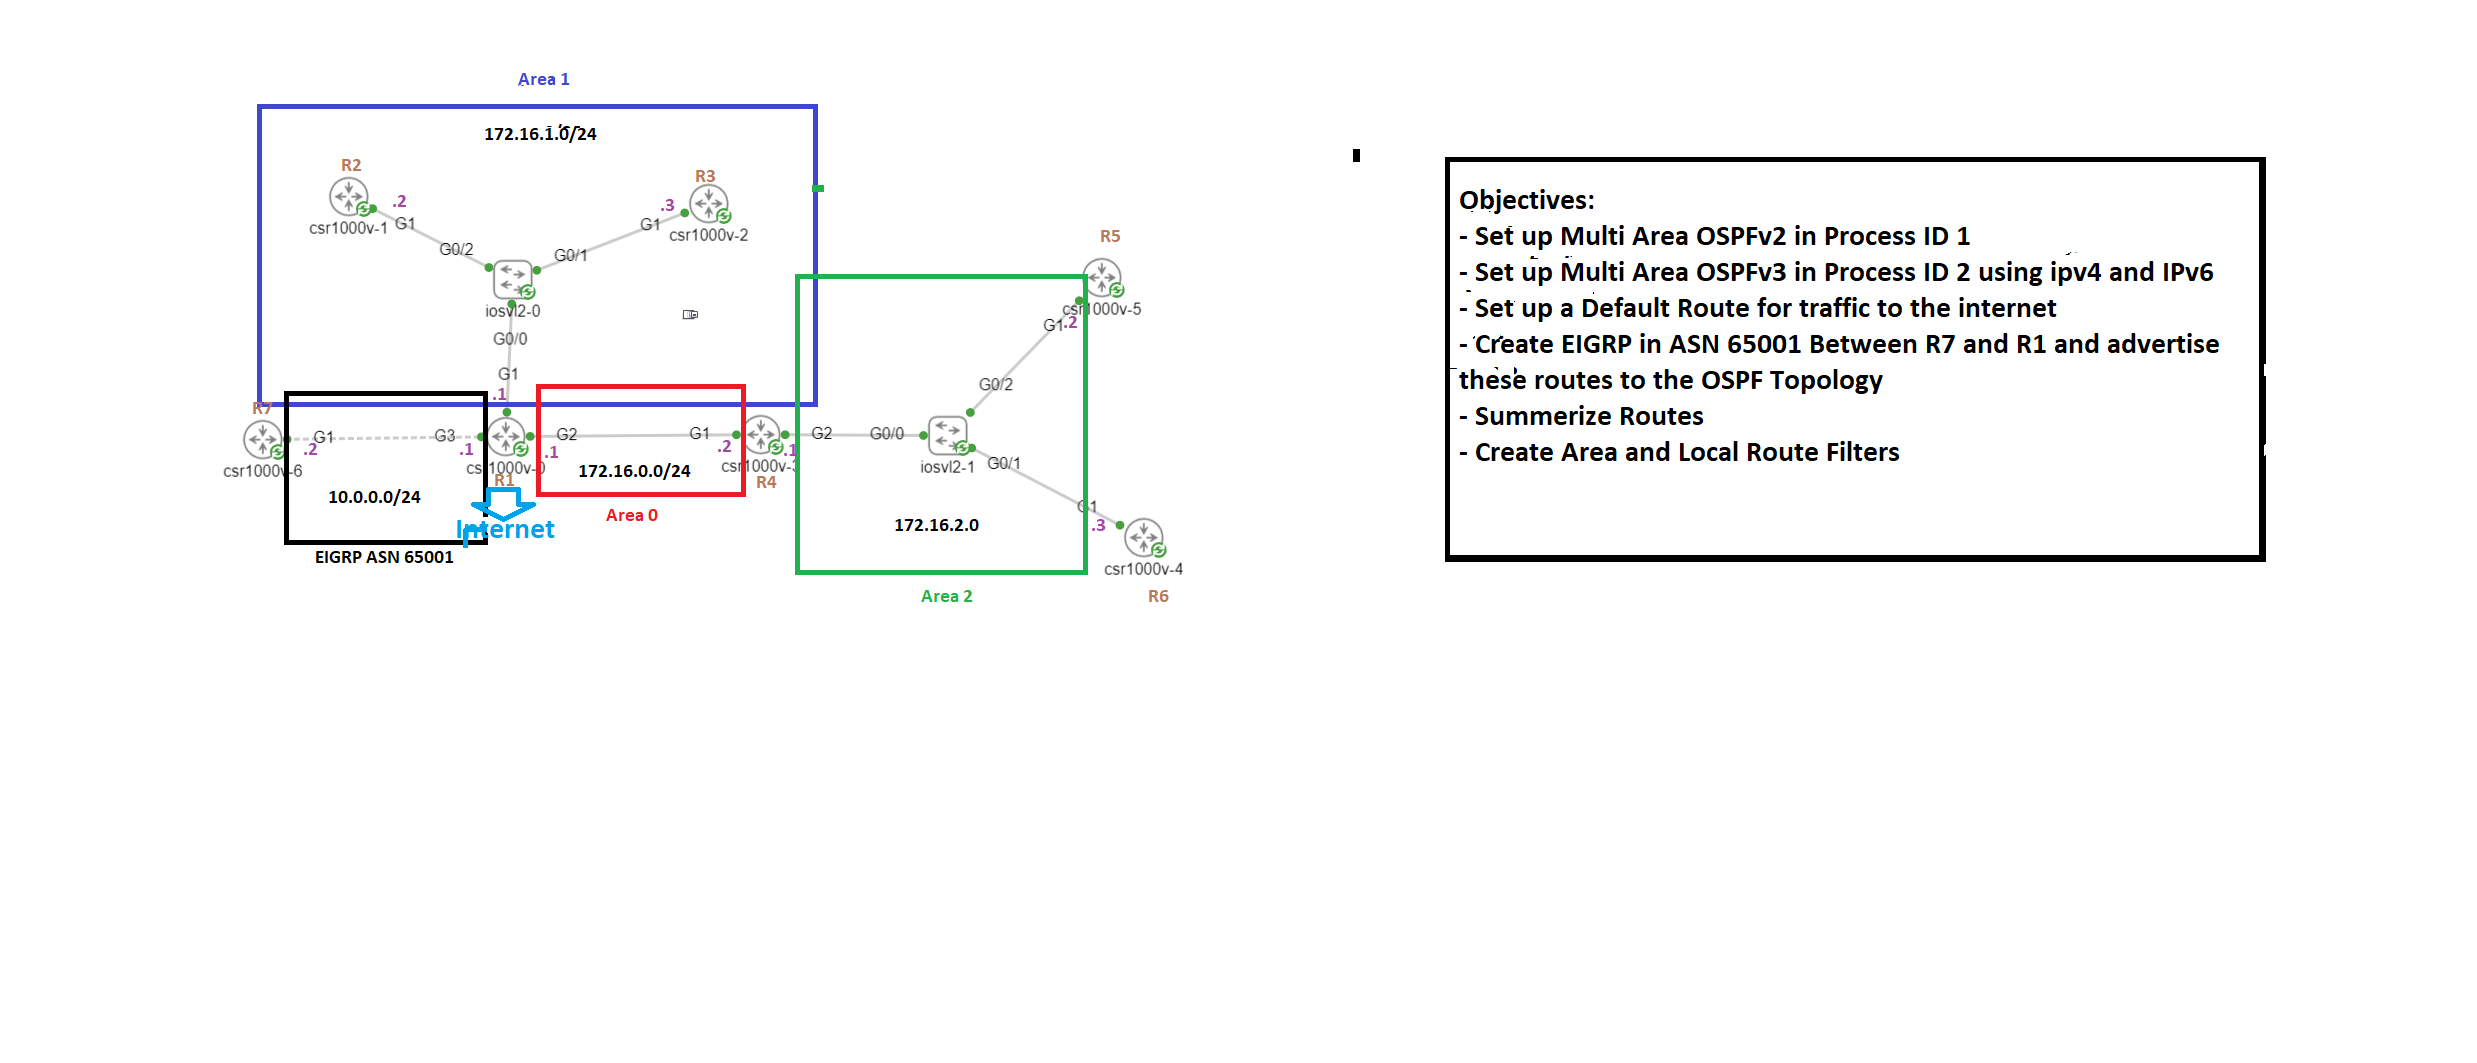 Area 1
172.16.1.0/24
R2
.2
G1
csr1000v-1
R3
.3
G1
csr1000v-2
G0/2
G0/1
iosvl2-0
G0/0
G1
.1
R7
G1
.2
csr1000v-6
G3
.1
10.0.0.0/24
EIGRP ASN 65001
csr1000v-0
R1
Internet
G2
.1
G1
.2
172.16.0.0/24
Area 0
csr1000v-3
R4
.1
G2
G0/0
iosvl2-1
R5
csr1000v-5
G1
.2
G0/2
G0/1
G1
.3
172.16.2.0
csr1000v-4
R6
Area 2
Objectives:
- Set up Multi Area OSPFv2 in Process ID 1
- Set up Multi Area OSPFv3 in Process ID 2 using ipv4 and IPv6
- Set up a Default Route for traffic to the internet
- Create EIGRP in ASN 65001 Between R7 and R1 and advertise
these routes to the OSPF Topology
- Summerize Routes
- Create Area and Local Route Filters